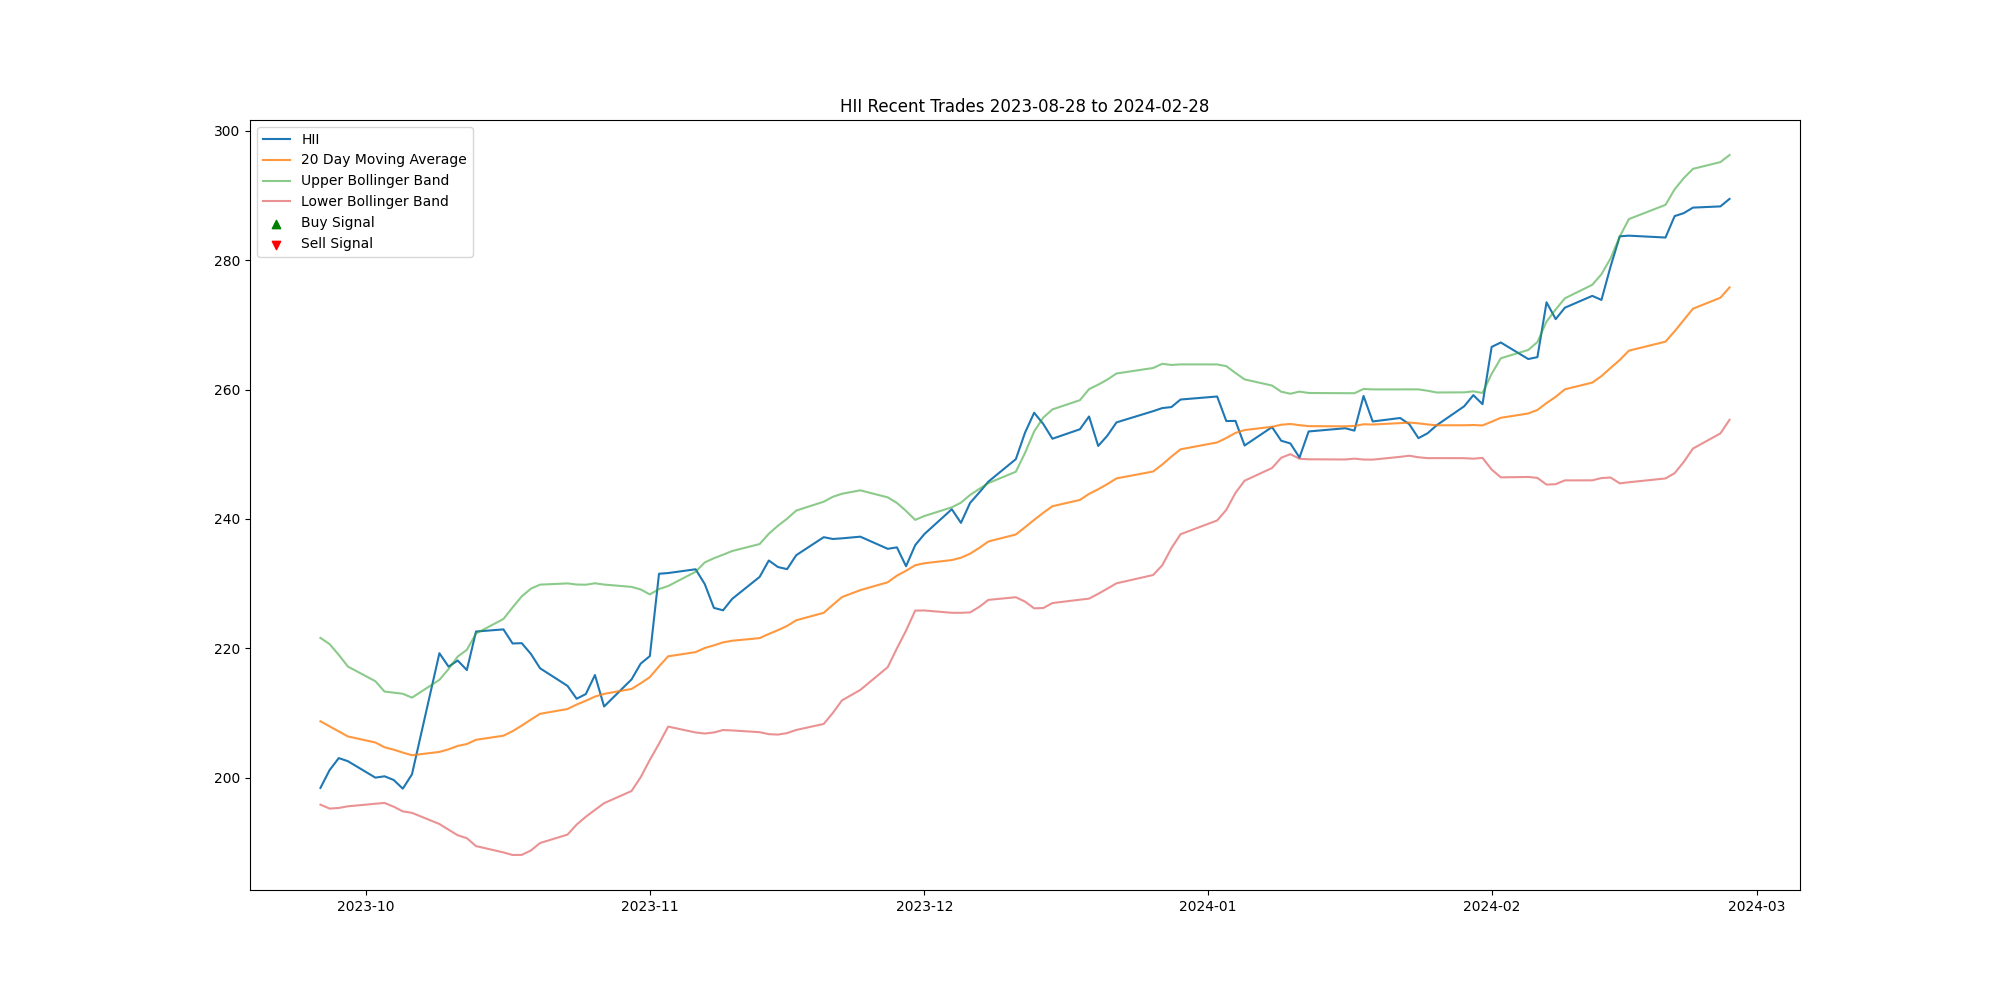 HII Recent Trades 2023-08-28 to 2024-02-28
300
280
260
240
220
200
HII
20 Day Moving Average
Upper Bollinger Band
Lower Bollinger Band
Buy Signal
Sell Signal
2023-10
2023-11
2023-12
2024-01
2024-02
2024-03